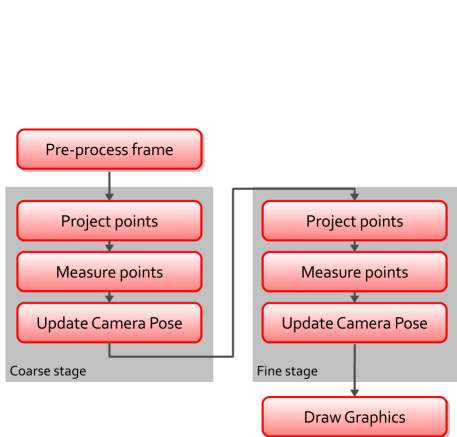 Pre-process frame
Project points
Measure points
Update Camera Pose
Coarse stage
Project points
Measure points
Update Camera Pose
Fine stage
Draw Graphics